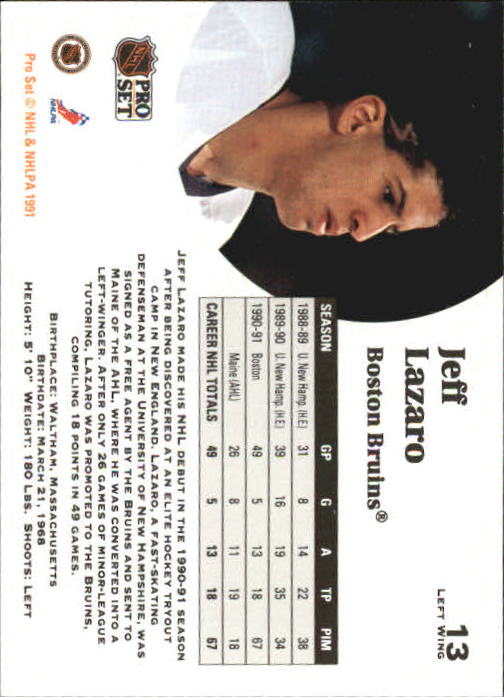 13
LEFT WING
Jeff
Lazaro
Boston Bruins®
SEASON GP G A TP PIM
1988-89 U. New Hamp. (H.E.) 31 8 14 22 38
1989-90 U. New Hamp. (H.E.) 39 16 19 35 34
1990-91 Boston 49 5 13 18 67
Maine (AHL) 26 8 11 19 18
CAREER NHL TOTALS 49 5 13 18 67
JEFF LAZARO MADE HIS NHL DEBUT IN THE 1990-91 SEASON
AFTER BEING DISCOVERED AT AN ELITE HOCKEY TRYOUT
CAMP IN NEW ENGLAND. LAZARO, A FAST-SKATING
DEFENSEMAN AT THE UNIVERSITY OF NEW HAMPSHIRE, WAS
SIGNED AS A FREE AGENT BY THE BRUINS AND SENT TO
MAINE OF THE AHL, WHERE HE WAS CONVERTED INTO A
LEFT-WINGER. AFTER ONLY 26 GAMES OF MINOR-LEAGUE
TUTORING, LAZARO WAS PROMOTED TO THE BRUINS,
COMPILING 18 POINTS IN 49 GAMES.
BIRTHPLACE: WALTHAM, MASSACHUSETTS
BIRTHDATE: MARCH 21, 1968
HEIGHT: 5' 10" WEIGHT: 180 LBS. SHOOTS: LEFT
NHL
PRO
SET
NHLPA
Pro Set © NHL & NHLPA 1991